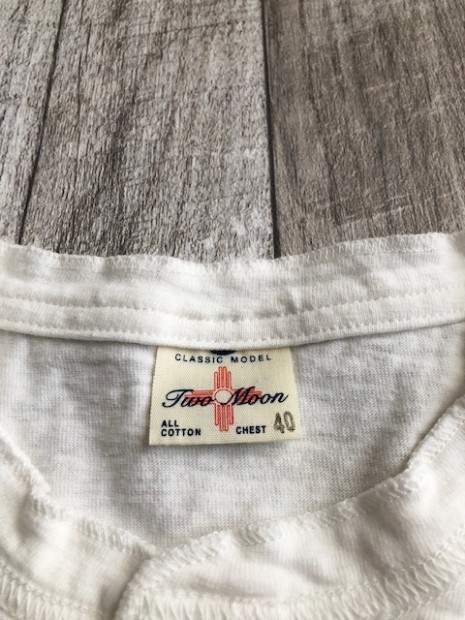 CLASSIC MODEL
Two Moon
ALL
COTTON
CHEST 40